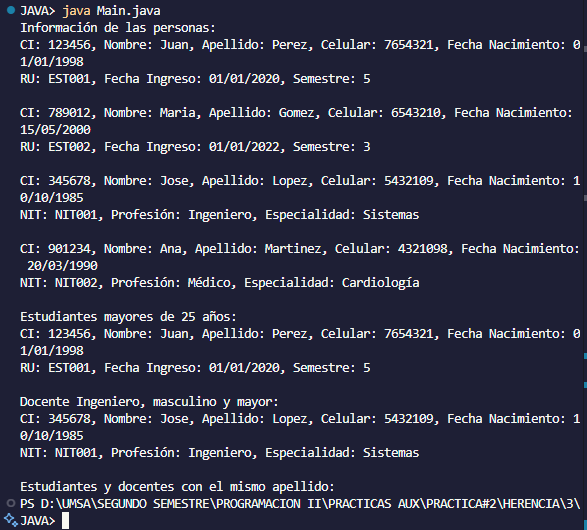 JAVA> java Main.java
Información de las personas:
CI: 123456, Nombre: Juan, Apellido: Perez, Celular: 7654321, Fecha Nacimiento: 0
1/01/1998
RU: EST001, Fecha Ingreso: 01/01/2020, Semestre: 5
CI: 789012, Nombre: Maria, Apellido: Gomez, Celular: 6543210, Fecha Nacimiento:
15/05/2000
RU: EST002, Fecha Ingreso: 01/01/2022, Semestre: 3
CI: 345678, Nombre: Jose, Apellido: Lopez, Celular: 5432109, Fecha Nacimiento: 1
0/10/1985
NIT: NIT001, Profesión: Ingeniero, Especialidad: Sistemas
CI: 901234, Nombre: Ana, Apellido: Martinez, Celular: 4321098, Fecha Nacimiento:
20/03/1990
NIT: NIT002, Profesión: Médico, Especialidad: Cardiología
Estudiantes mayores de 25 años:
CI: 123456, Nombre: Juan, Apellido: Perez, Celular: 7654321, Fecha Nacimiento: 0
1/01/1998
RU: EST001, Fecha Ingreso: 01/01/2020, Semestre: 5
Docente Ingeniero, masculino y mayor:
CI: 345678, Nombre: Jose, Apellido: Lopez, Celular: 5432109, Fecha Nacimiento: 1
0/10/1985
NIT: NIT001, Profesión: Ingeniero, Especialidad: Sistemas
Estudiantes y docentes con el mismo apellido:
PS D:\UMSA\SEGUNDO SEMESTRE\PROGRAMACION II\PRACTICAS AUX\PRACTICA#2\HERENCIA\3\
JAVA>